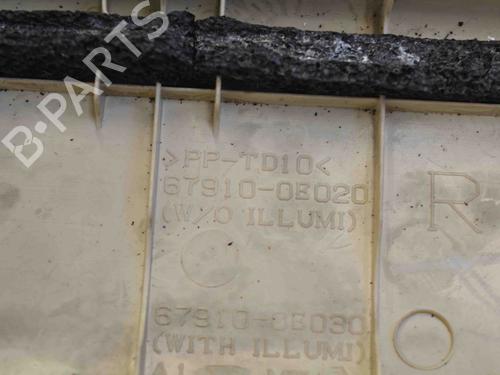 B-PARTS
>PP-TD10<
67910-0E020
(W/O ILLUMI)
R
67910-0E030
(WITH ILLUMI)